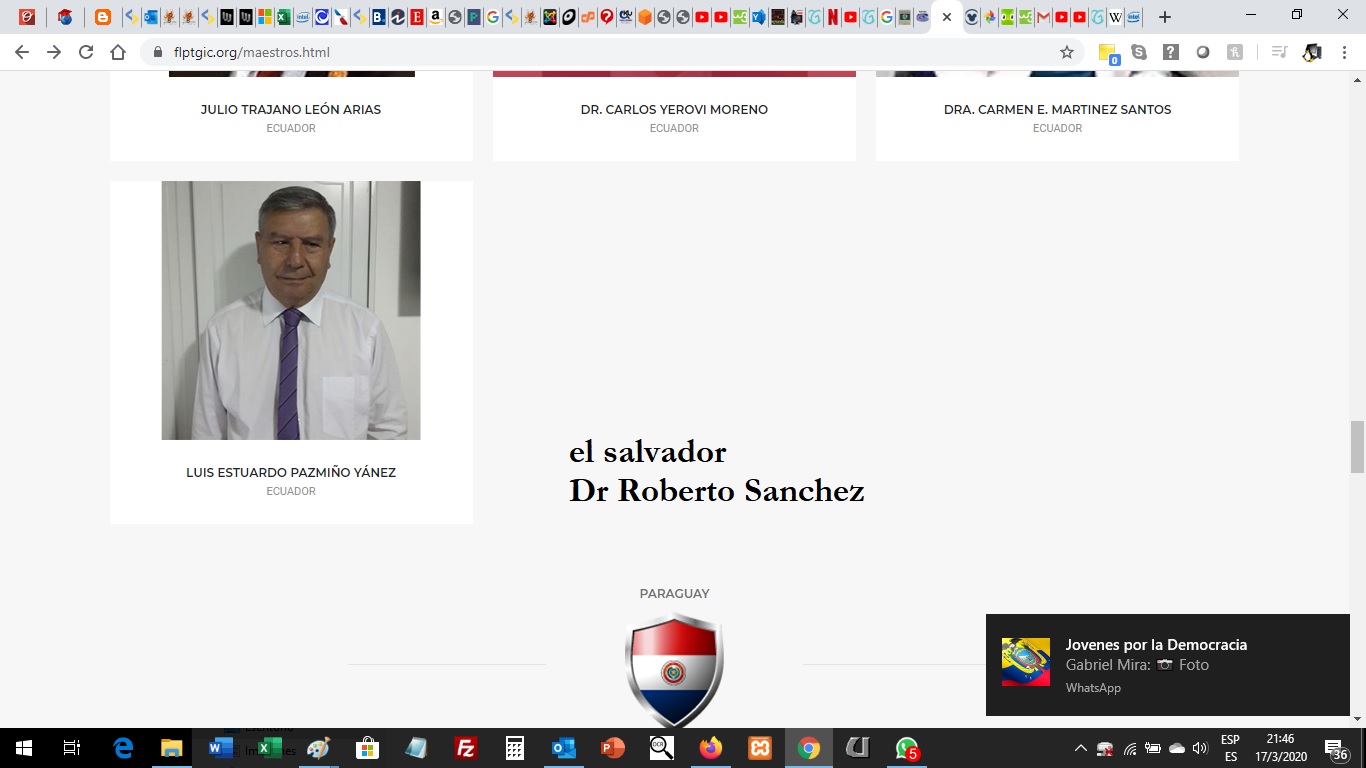 flptgic.org/maestros.html
0
JULIO TRAJANO LEÓN ARIAS
ECUADOR
DR. CARLOS YEROVI MORENO
ECUADOR
DRA. CARMEN E. MARTINEZ SANTOS
ECUADOR
LUIS ESTUARDO PAZMIÑO YÁNEZ
ECUADOR
el salvador
Dr Roberto Sanchez
PARAGUAY
Jovenes por la Democracia
Gabriel Mira: Foto
WhatsApp
5
ESP
ES
21:46
17/3/2020
36